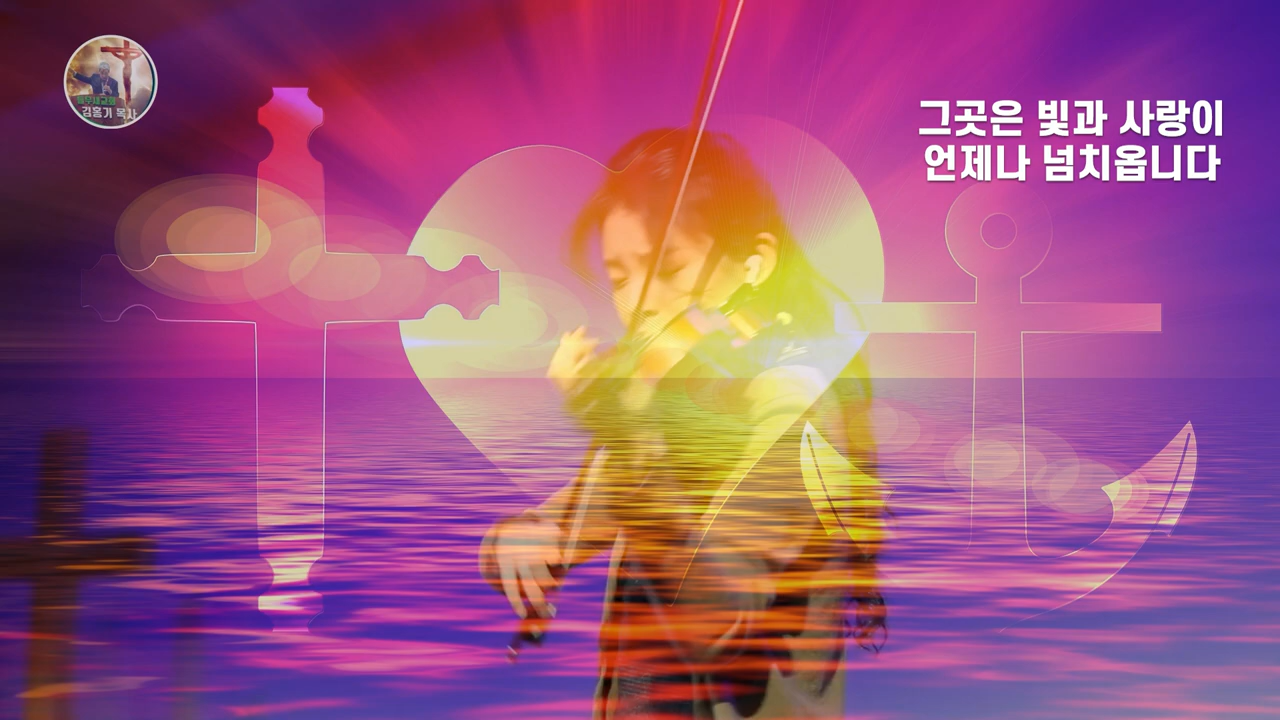 김홍기 목사
그곳은 빛과 사랑이
언제나 넘치옵니다